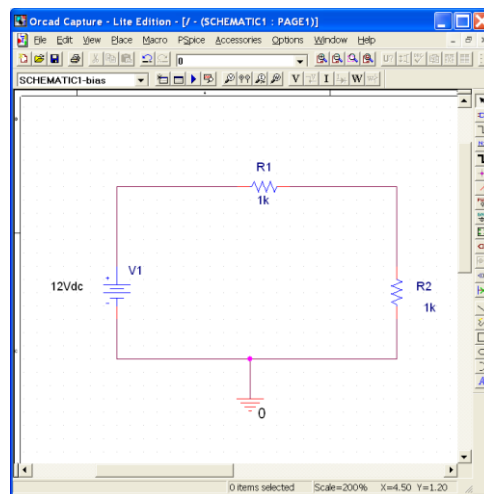 Orcad Capture - Lite Edition - [/ - (SCHEMATIC1 : PAGE1)]
File Edit View Place Macro PSpice Accessories Options Window Help
0
SCHEMATIC1-bias
V I W
R1
1k
V1
12Vdc
+
-
R2
1k
0
A
0 items selected Scale=200% X=4.50 Y=1.20